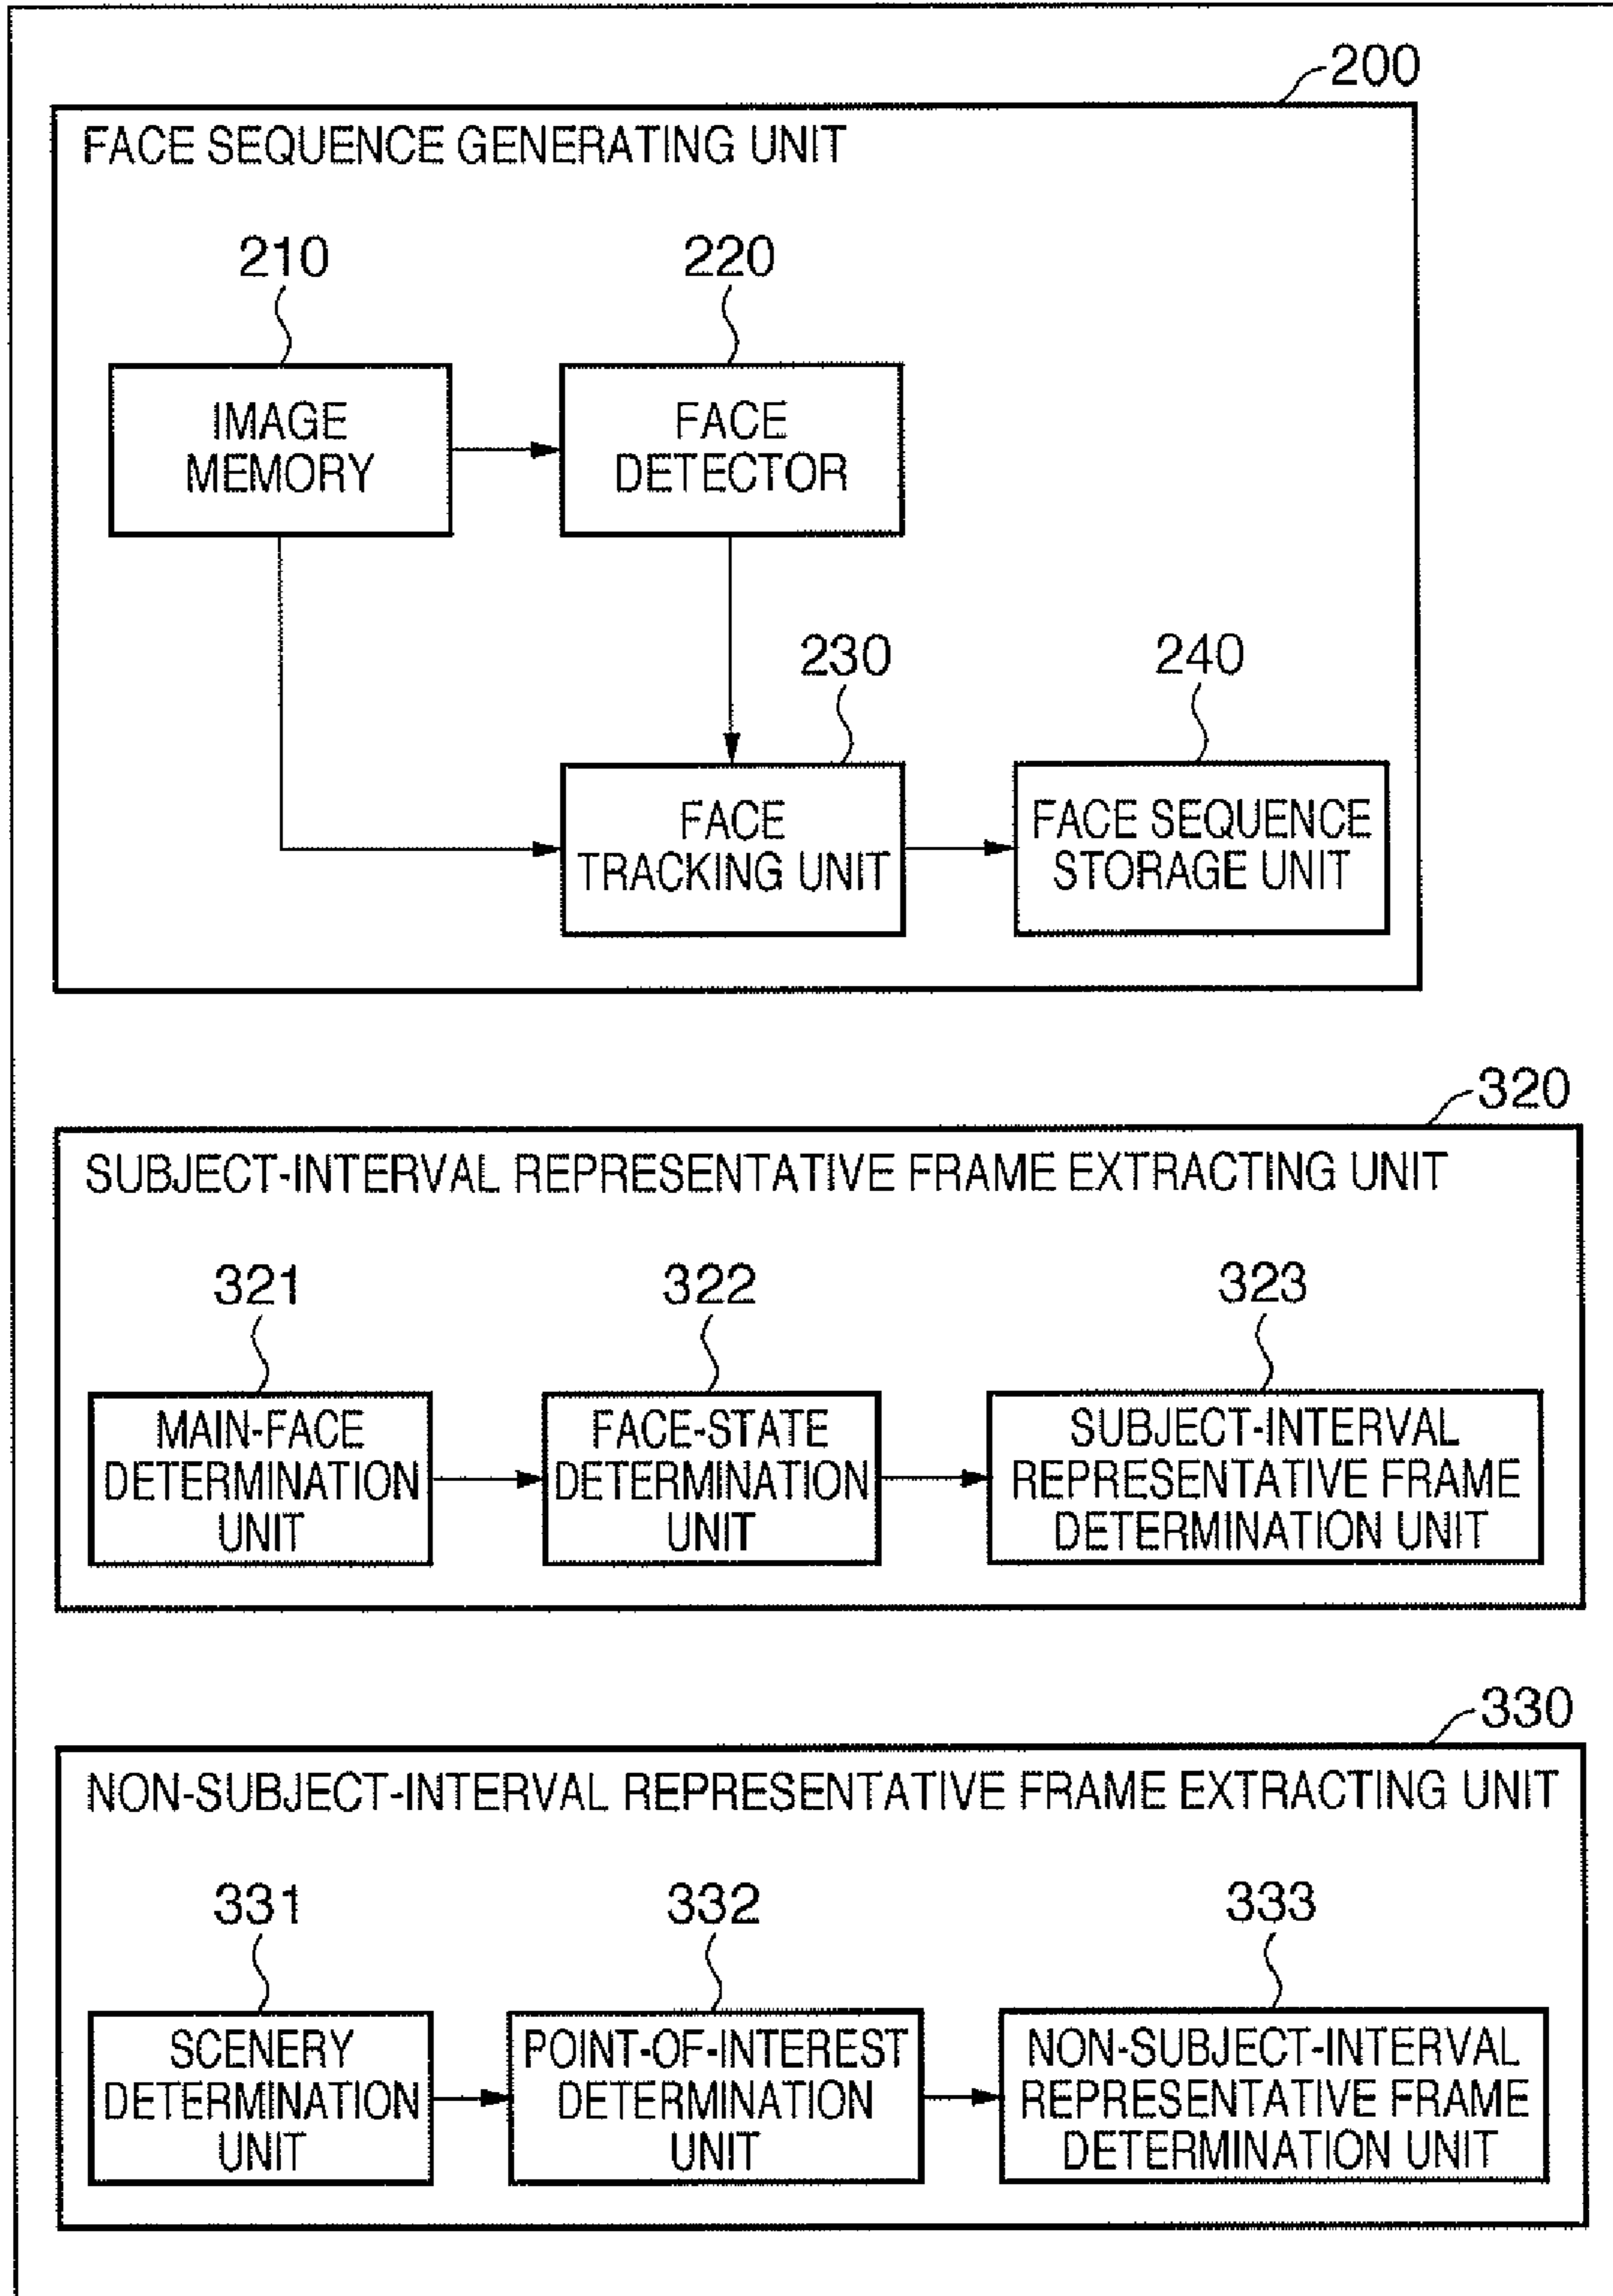 200
FACE SEQUENCE GENERATING UNIT
210
220
IMAGE
MEMORY
FACE
DETECTOR
230
240
FACE
TRACKING UNIT
FACE SEQUENCE
STORAGE UNIT
320
SUBJECT-INTERVAL REPRESENTATIVE FRAME EXTRACTING UNIT
321
322
323
MAIN-FACE
DETERMINATION
UNIT
FACE-STATE
DETERMINATION
UNIT
SUBJECT-INTERVAL
REPRESENTATIVE FRAME
DETERMINATION UNIT
330
NON-SUBJECT-INTERVAL REPRESENTATIVE FRAME EXTRACTING UNIT
331
332
333
SCENERY
DETERMINATION
UNIT
POINT-OF-INTEREST
DETERMINATION
UNIT
NON-SUBJECT-INTERVAL
REPRESENTATIVE FRAME
DETERMINATION UNIT